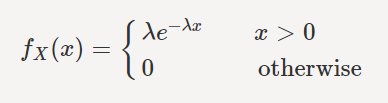 f_X(x) = { λe^{−λx}    x > 0
0    otherwise